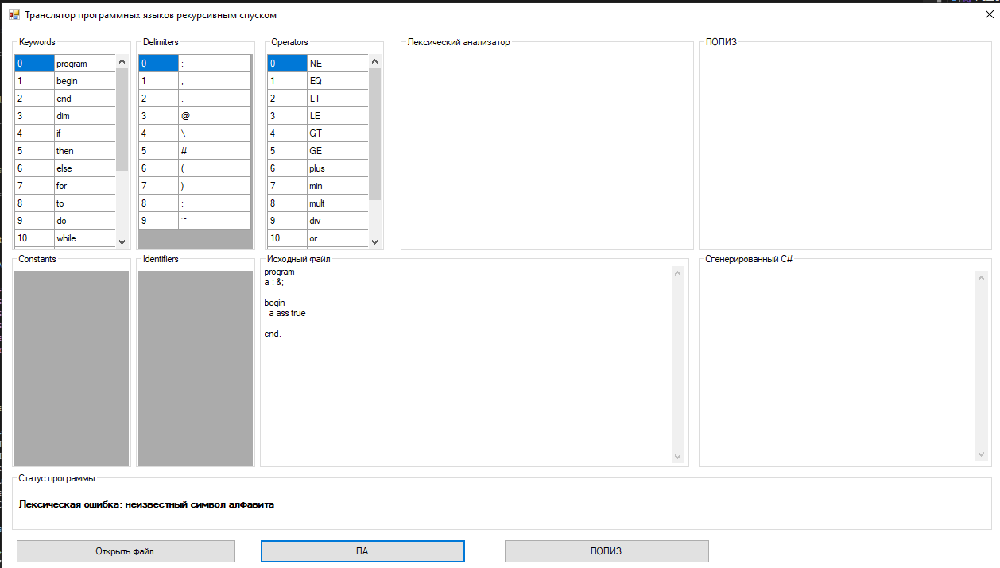 Транслятор программных языков рекурсивным спуском
Keywords
0 program
1 begin
2 end
3 dim
4 if
5 then
6 else
7 for
8 to
9 do
10 while
Delimiters
0 :
1 ,
2 .
3 @
4 \
5 #
6 (
7 )
8 ;
9 ~
Operators
0 NE
1 EQ
2 LT
3 LE
4 GT
5 GE
6 plus
7 min
8 mult
9 div
10 or
Лексический анализатор
ПОЛИЗ
Constants
Identifiers
Исходный файл
program
a : &;
begin
a ass true
end.
Сгенерированный C#
Статус программы
Лексическая ошибка: неизвестный символ алфавита
Открыть файл
ЛА
ПОЛИЗ